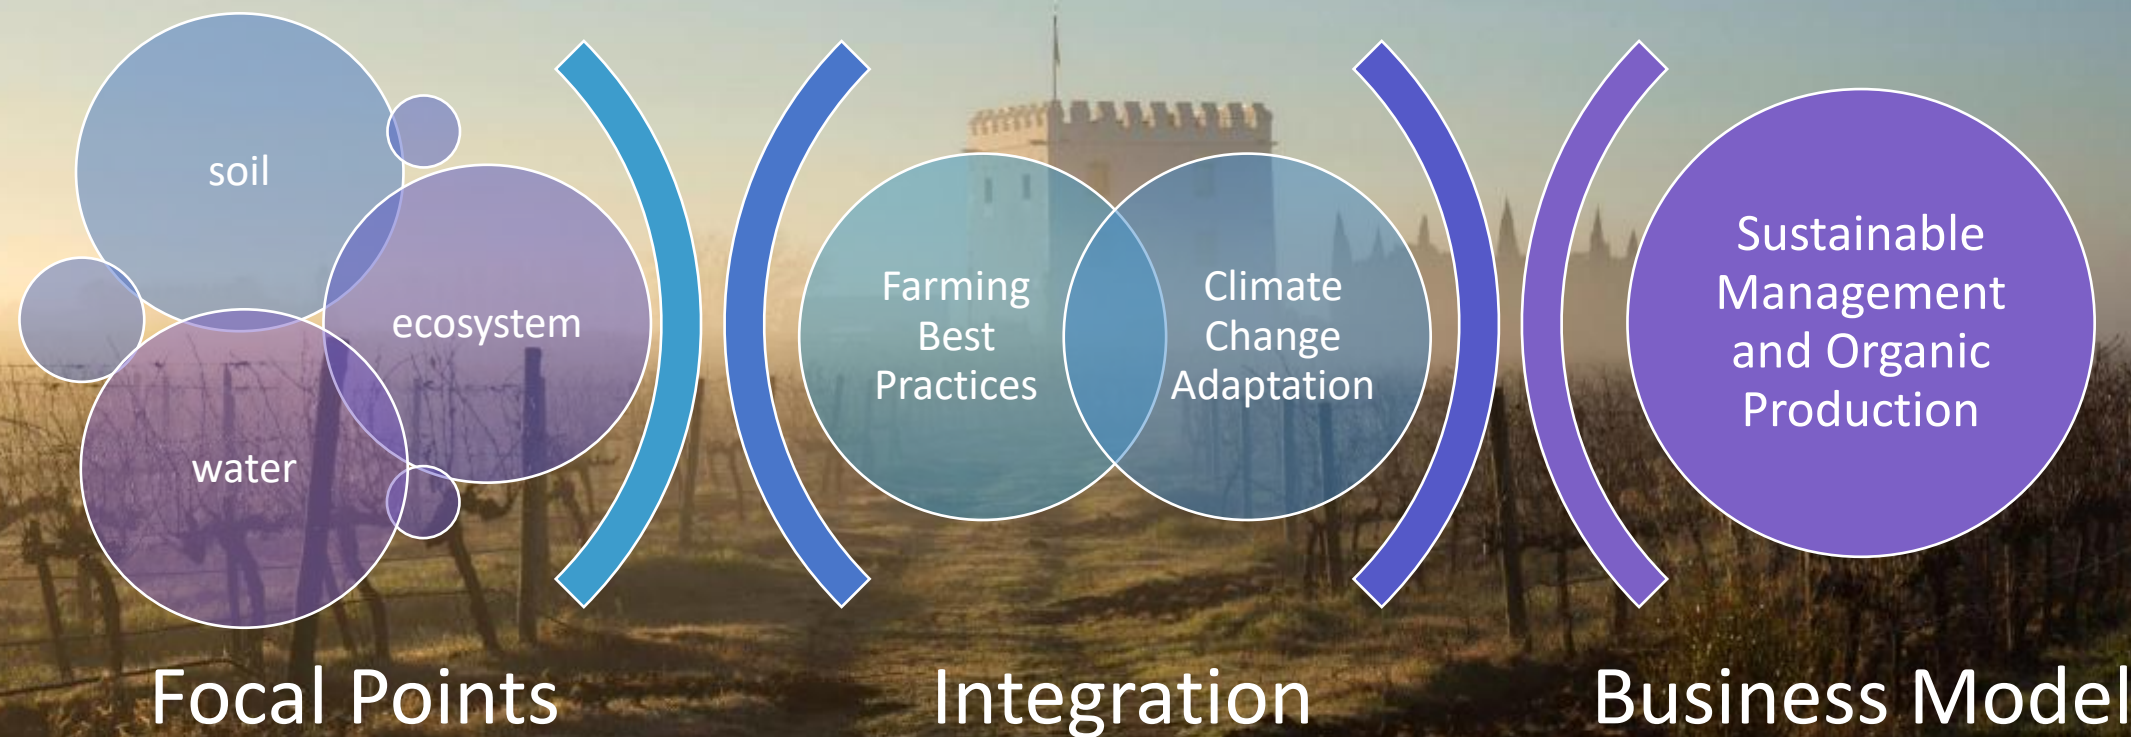 soil
ecosystem
water
Focal Points
Farming
Best
Practices
Climate
Change
Adaptation
Integration
Sustainable
Management
and Organic
Production
Business Model